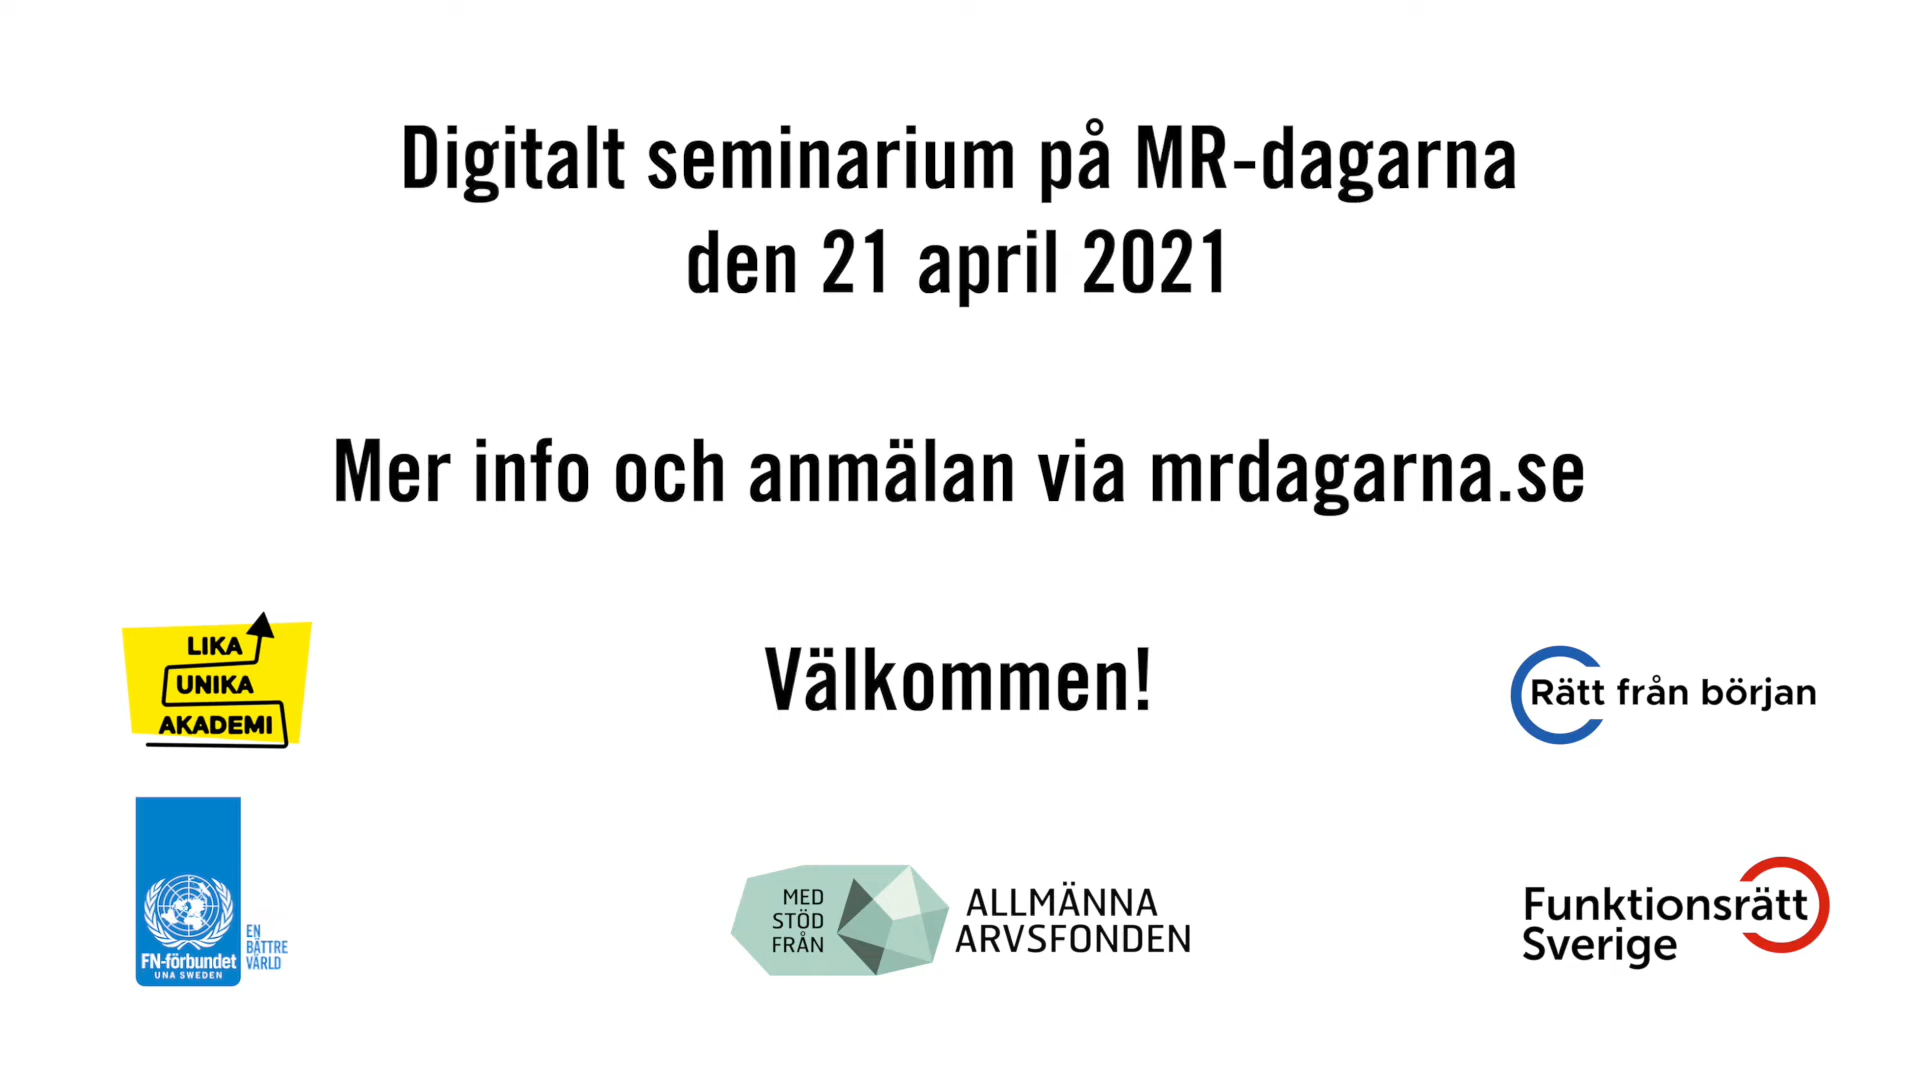 Digitalt seminarium på MR-dagarna
den 21 april 2021
Mer info och anmälan via mrdagarna.se
Välkommen!
LIKA
UNIKA
AKADEMI
Rätt från början
FN-förbundet
UNA SWEDEN
EN
BÄTTRE
VÄRLD
MED
STÖD
FRÅN
ALLMÄNNA
ARVSFONDEN
Funktionsrätt
Sverige